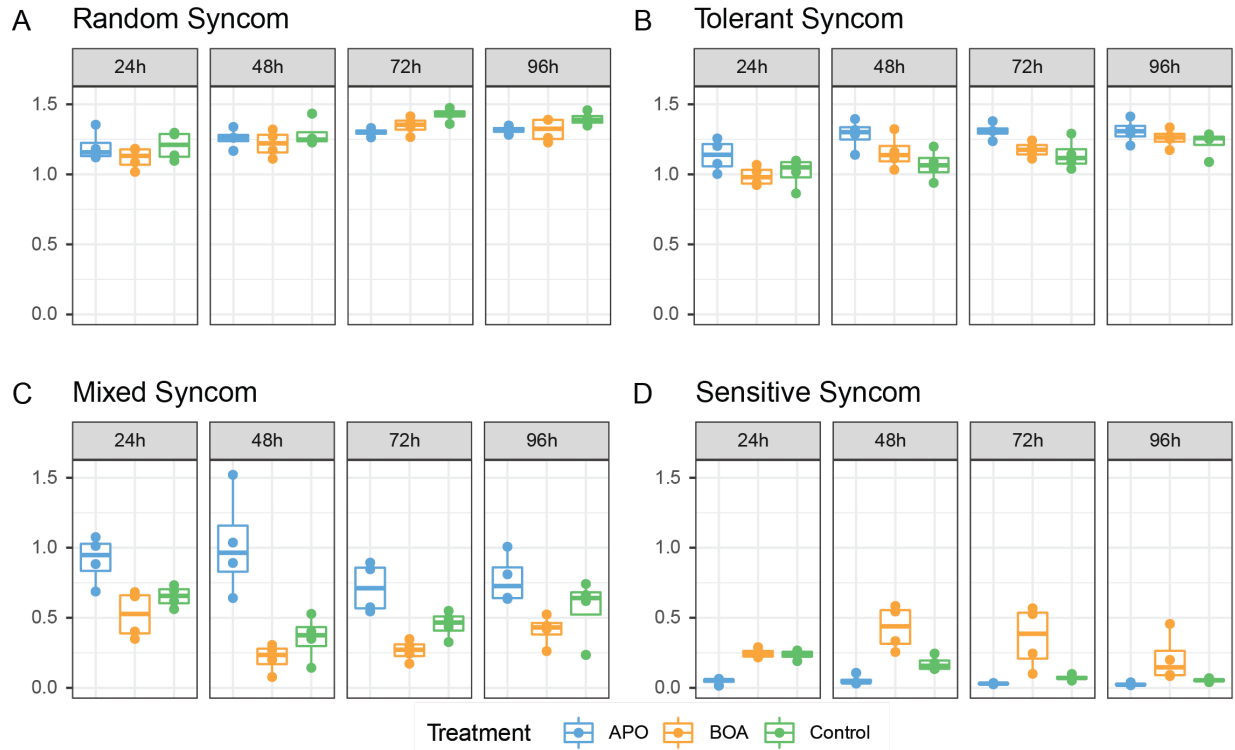 A Random Syncom
24h 48h 72h 96h
1.5
1.0
0.5
0.0
B Tolerant Syncom
24h 48h 72h 96h
1.5
1.0
0.5
0.0
C Mixed Syncom
24h 48h 72h 96h
1.5
1.0
0.5
0.0
D Sensitive Syncom
24h 48h 72h 96h
1.5
1.0
0.5
0.0
Treatment APO BOA Control